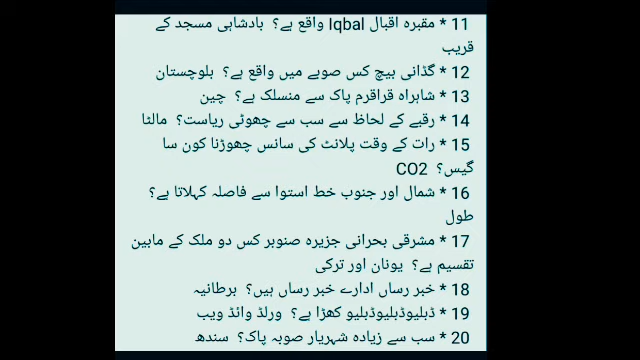 11 * مقبرہ اقبال Iqbal واقع ہے؟ بادشاہی مسجد کے
قریب
12 * گڈانی بیچ کس صوبے میں واقع ہے؟ بلوچستان
13 * شاہراہ قراقرم پاک سے منسلک ہے؟ چین
14 * رقبے کے لحاظ سے سب سے چھوٹی ریاست؟ مالٹا
15 * رات کے وقت پلانٹ کی سانس چھوڑنا کون سا
گیس؟ CO2
16 * شمال اور جنوب خط استوا سے فاصلہ کہلاتا ہے؟
طول
17 * مشرقی بحرانی جزیرہ صنوبر کس دو ملک کے مابین
تقسیم ہے؟ یونان اور ترکی
18 * خبر رساں ادارے خبر رساں ہیں؟ برطانیہ
19 * ڈبلیوڈبلیوڈبلیو کھڑا ہے؟ ورلڈ وائڈ ویب
20 * سب سے زیادہ شہریار صوبہ پاک؟ سندھ